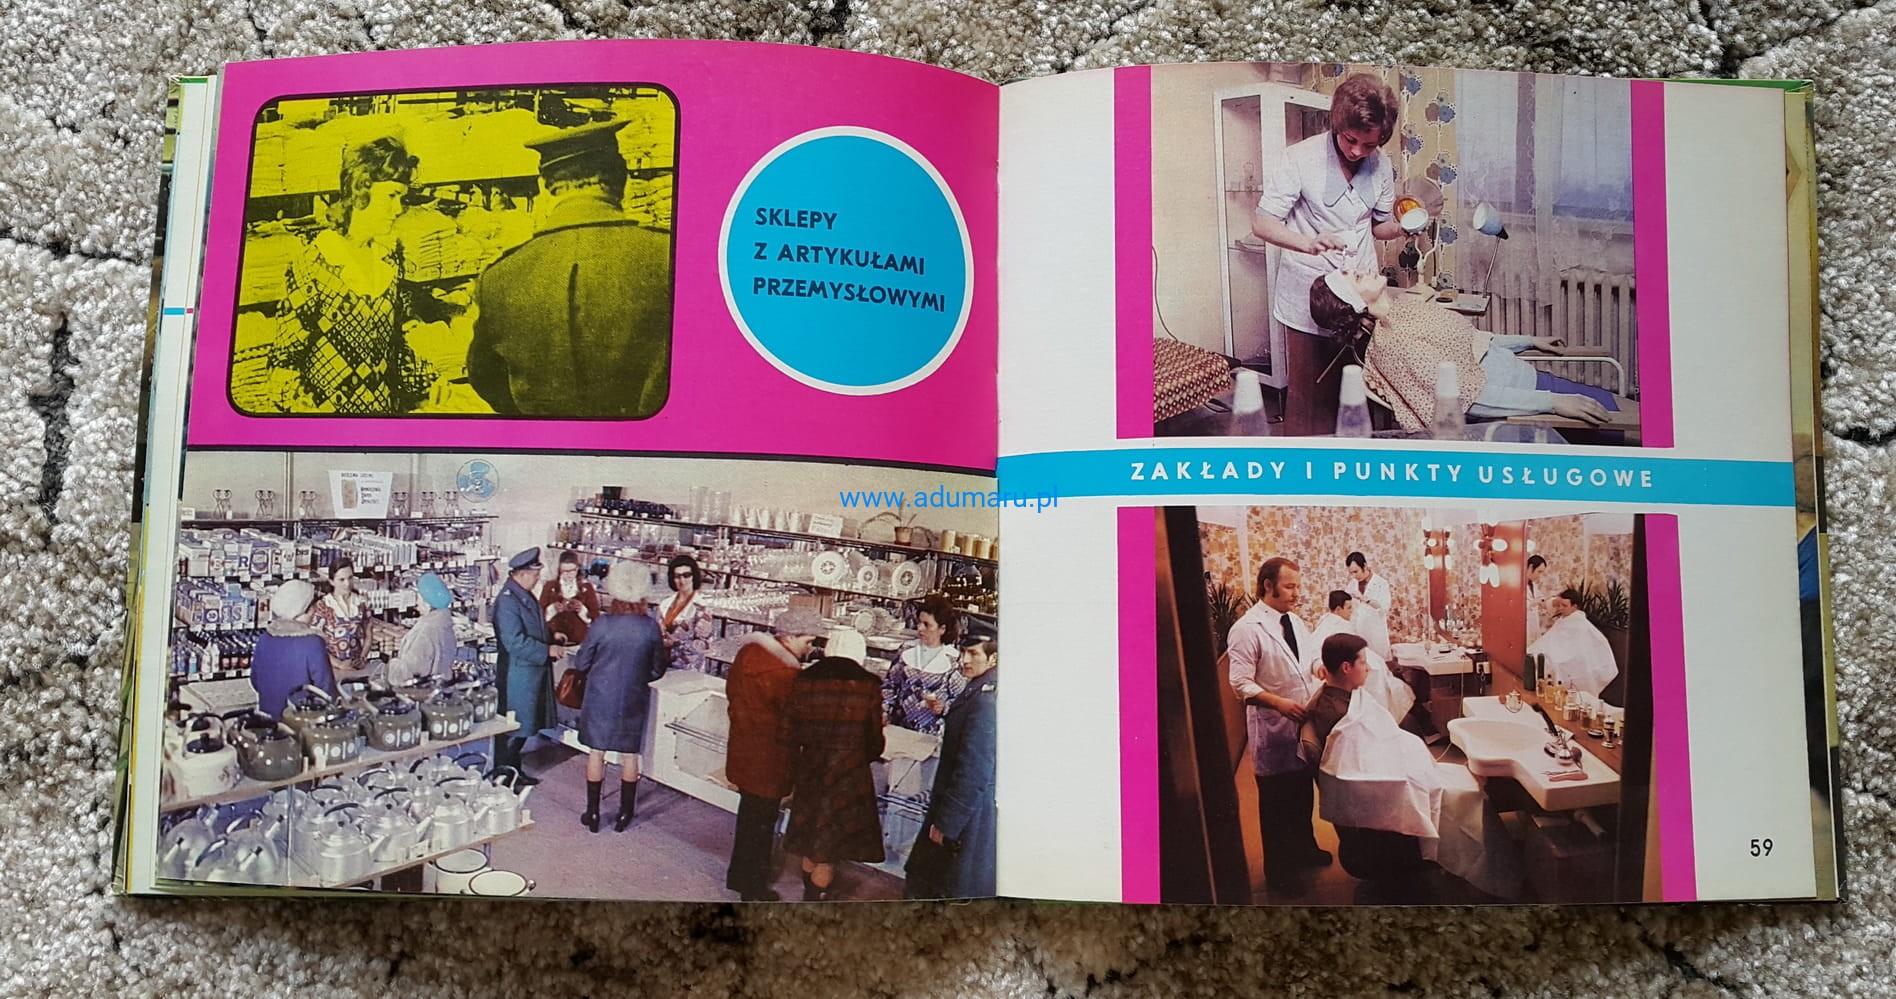 SKLEPY
Z ARTYKUŁAMI
PRZEMYSŁOWYMI
www.adumaru.pl
ZAKŁADY I PUNKTY USŁUGOWE
59